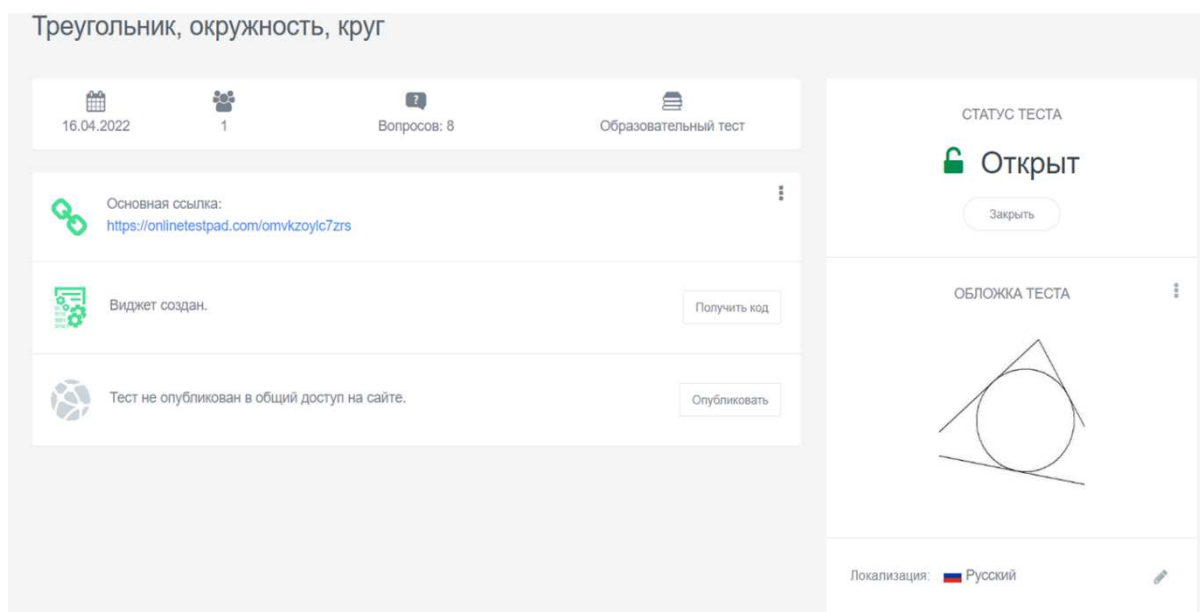 Треугольник, окружность, круг
16.04.2022
1
Вопросов: 8
Образовательный тест
Основная ссылка:
https://onlinetestpad.com/omvkzoylc7zrs
Виджет создан.
Получить код
Тест не опубликован в общий доступ на сайте.
Опубликовать
СТАТУС ТЕСТА
Открыт
Закрыть
ОБЛОЖКА ТЕСТА
Локализация: Русский